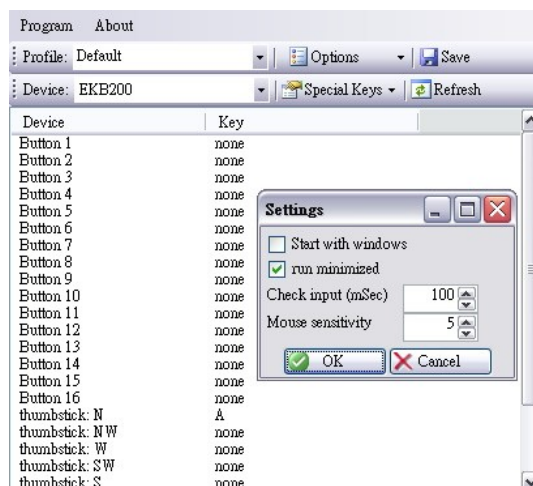 Program About
Profile: Default Options Save
Device: EKB200 Special Keys Refresh
Device Key
Button 1 none
Button 2 none
Button 3 none
Button 4 none
Button 5 none
Button 6 none
Button 7 none
Button 8 none
Button 9 none
Button 10 none
Button 11 none
Button 12 none
Button 13 none
Button 14 none
Button 15 none
Button 16 none
thumbstick: N A
thumbstick: NW none
thumbstick: W none
thumbstick: SW none
thumbstick: S none
Settings
Start with windows
run minimized
Check input (mSec) 100
Mouse sensitivity 5
OK Cancel